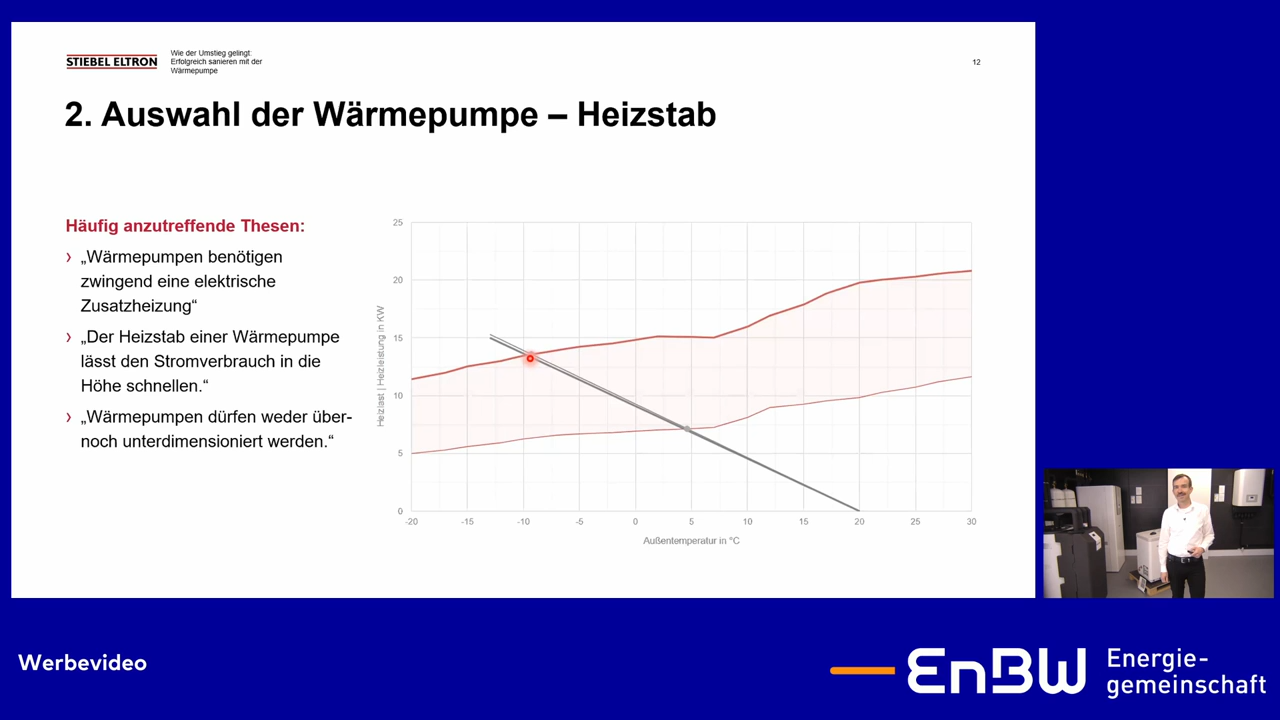 STIEBEL ELTRON
Wie der Umstieg gelingt:
Erfolgreich sanieren mit der
Wärmepumpe
12
2. Auswahl der Wärmepumpe – Heizstab
Häufig anzutreffende Thesen:
› „Wärmepumpen benötigen
zwingend eine elektrische
Zusatzheizung“
› „Der Heizstab einer Wärmepumpe
lässt den Stromverbrauch in die
Höhe schnellen.“
› „Wärmepumpen dürfen weder über-
noch unterdimensioniert werden.“
Heizlast | Heizleistung in KW
25
20
15
10
5
0
-20 -15 -10 -5 0 5 10 15 20 25 30
Außentemperatur in °C
Werbevideo
EnBW
Energie-
gemeinschaft